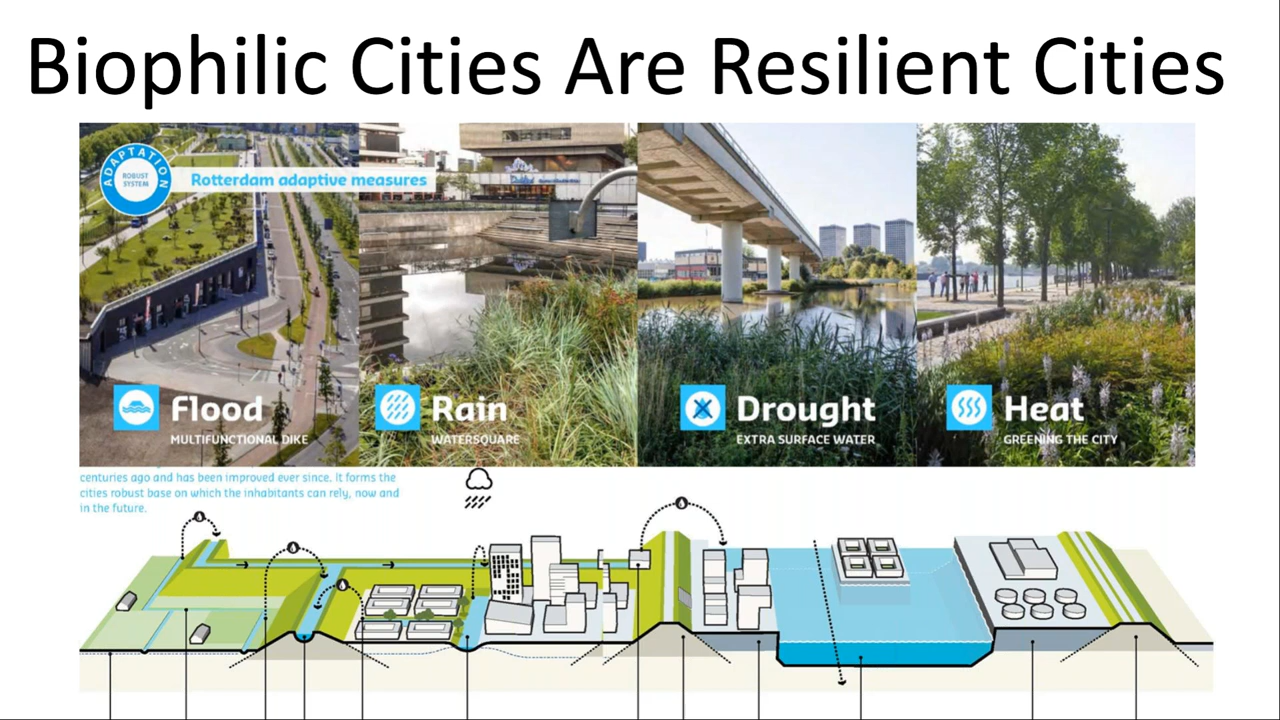 Biophilic Cities Are Resilient Cities
ADAPTATION
ROBUST
SYSTEM
Rotterdam adaptive measures
Flood
MULTIFUNCTIONAL DIKE
Rain
WATERSQUARE
Drought
EXTRA SURFACE WATER
Heat
GREENING THE CITY
centuries ago and has been improved ever since. It forms the
cities robust base on which the inhabitants can rely, now and
in the future.